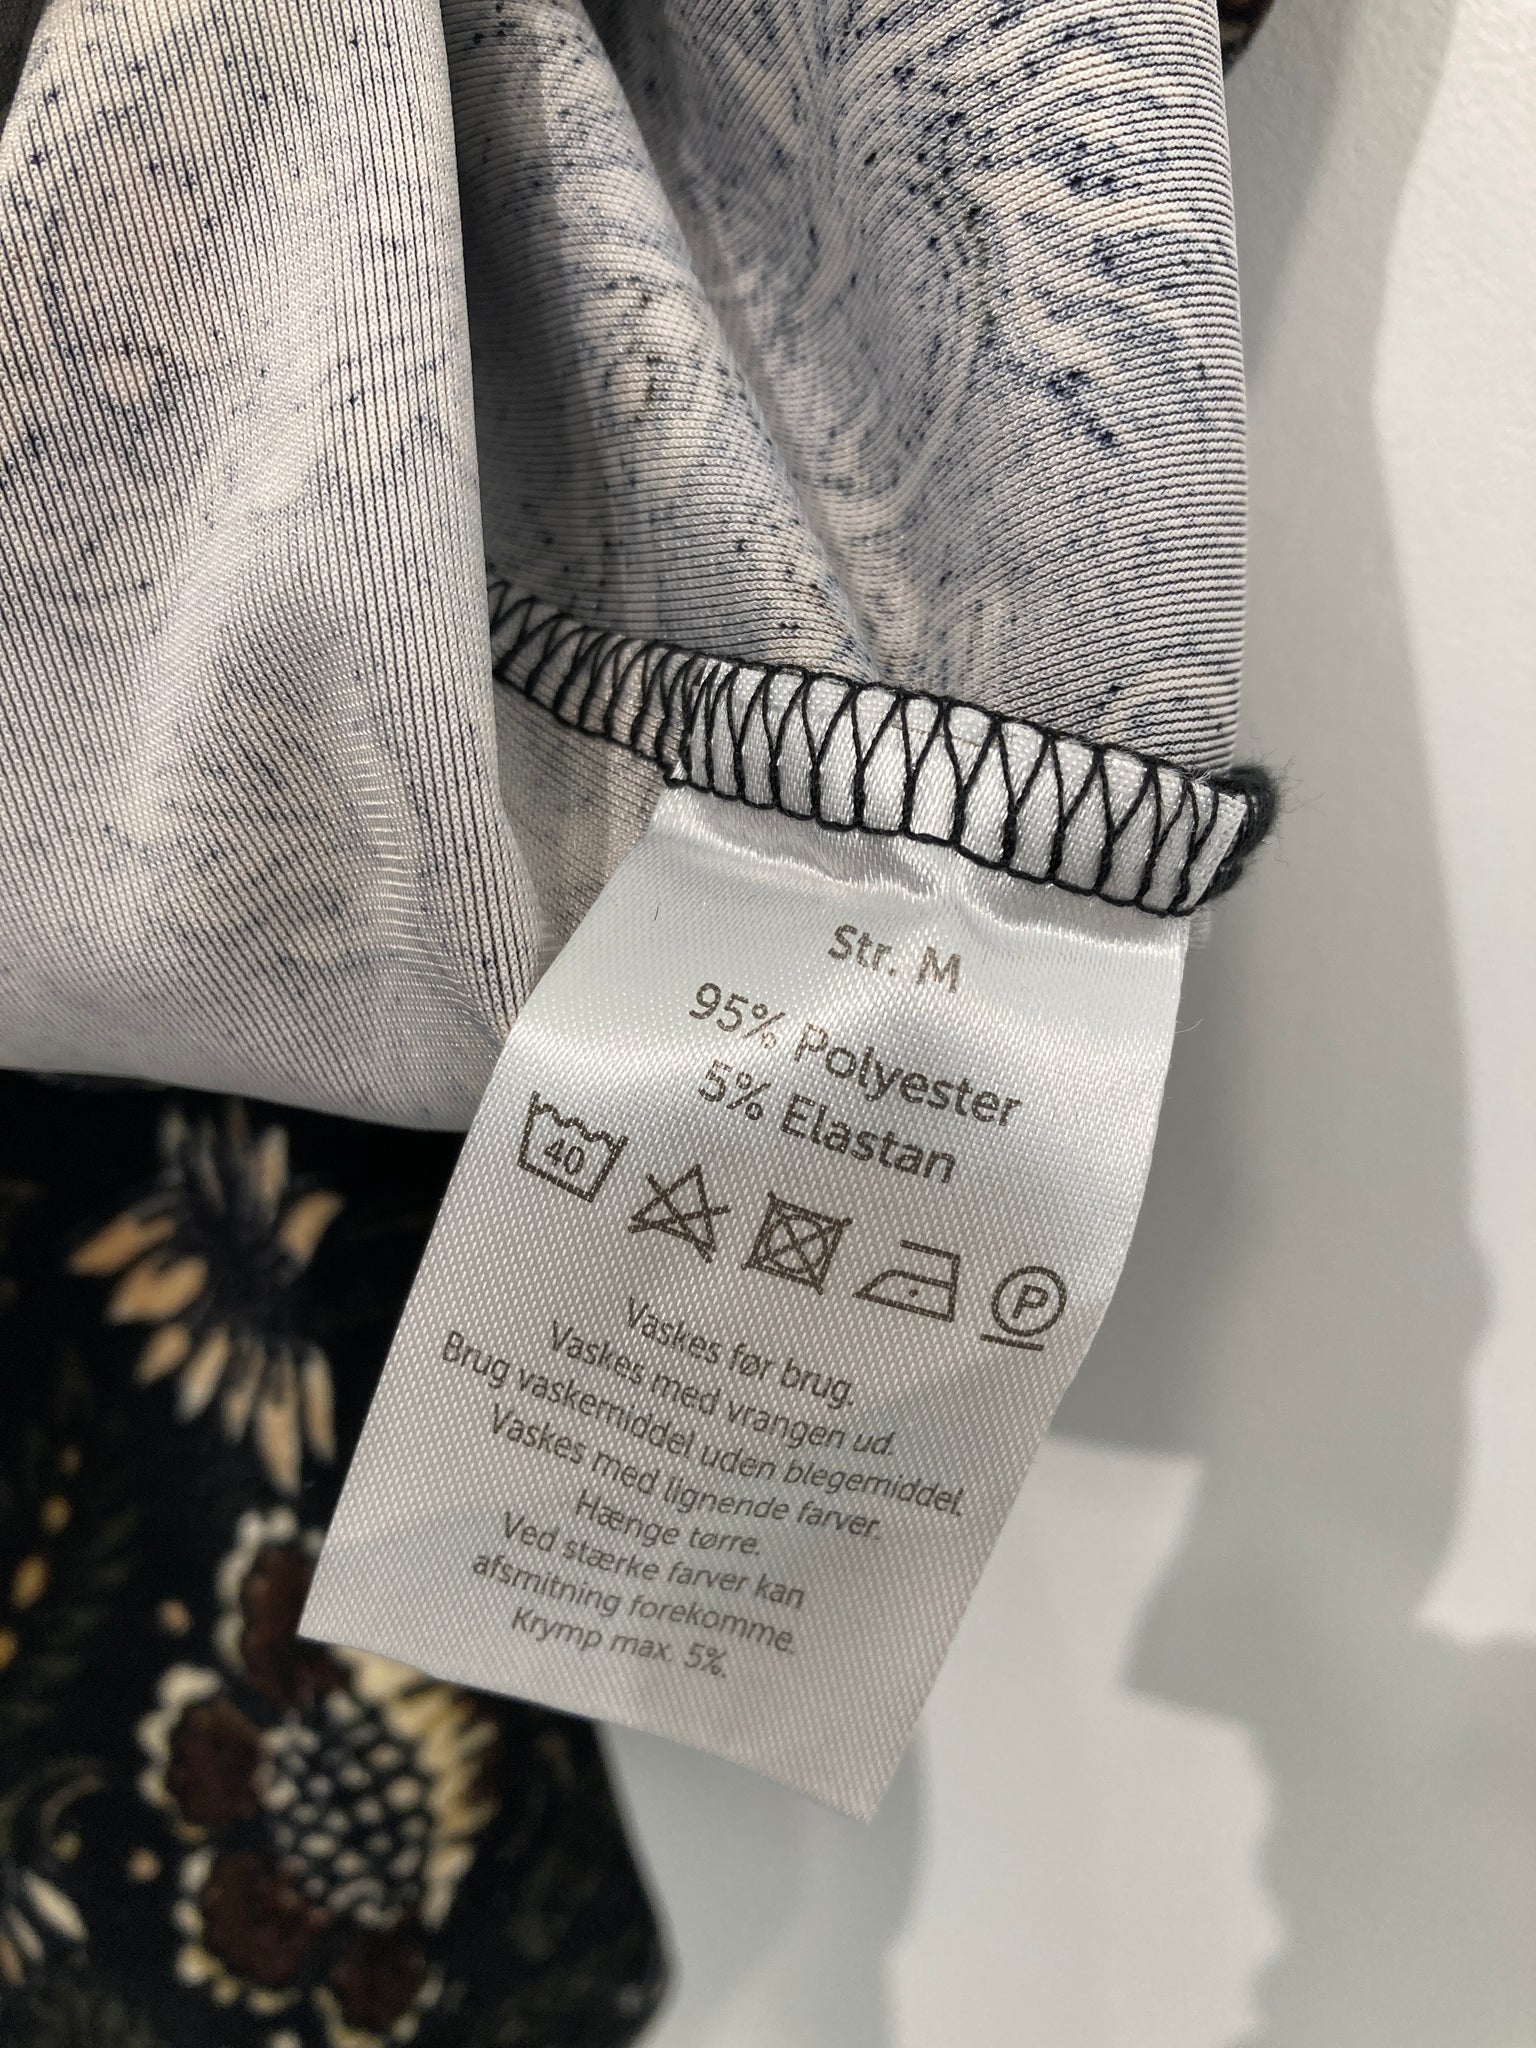 Str. M
95% Polyester
5% Elastan
40
P
Vaskes før brug.
Vaskes med vrangen ud.
Brug vaskemiddel uden blegemiddel.
Vaskes med lignende farver.
Hænge tørre.
Ved stærke farver kan
afsmitning forekomme.
Krymp max. 5%.